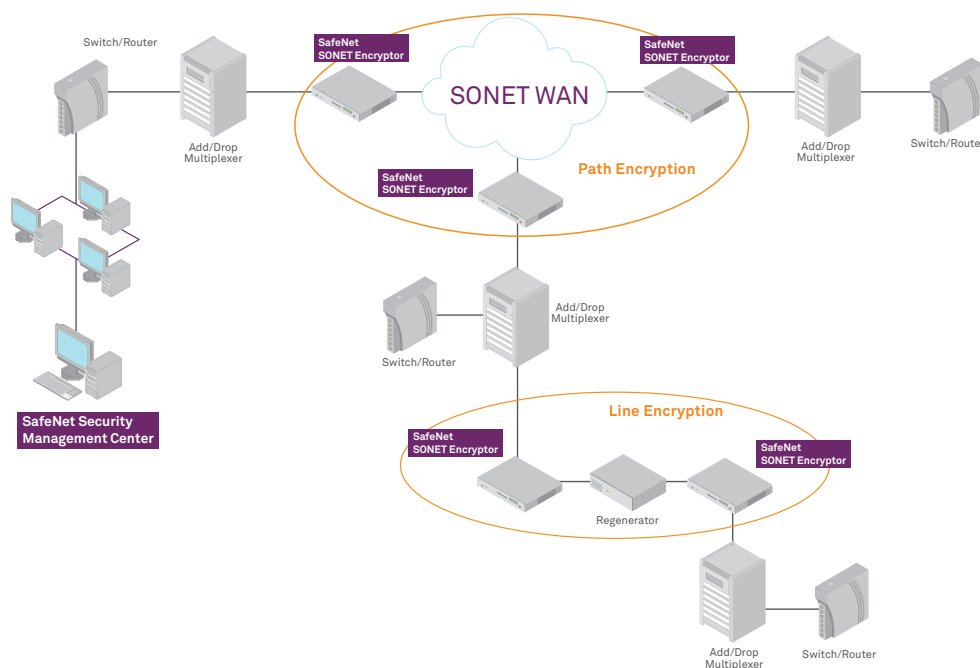 SafeNet
SONET Encryptor
SafeNet
SONET Encryptor
Switch/Router
SONET WAN
Add/Drop
Multiplexer
Add/Drop
Multiplexer
Switch/Router
Path Encryption
SafeNet
SONET Encryptor
Add/Drop
Multiplexer
Switch/Router
SafeNet Security
Management Center
Line Encryption
SafeNet
SONET Encryptor
SafeNet
SONET Encryptor
Regenerator
Add/Drop
Multiplexer
Switch/Router